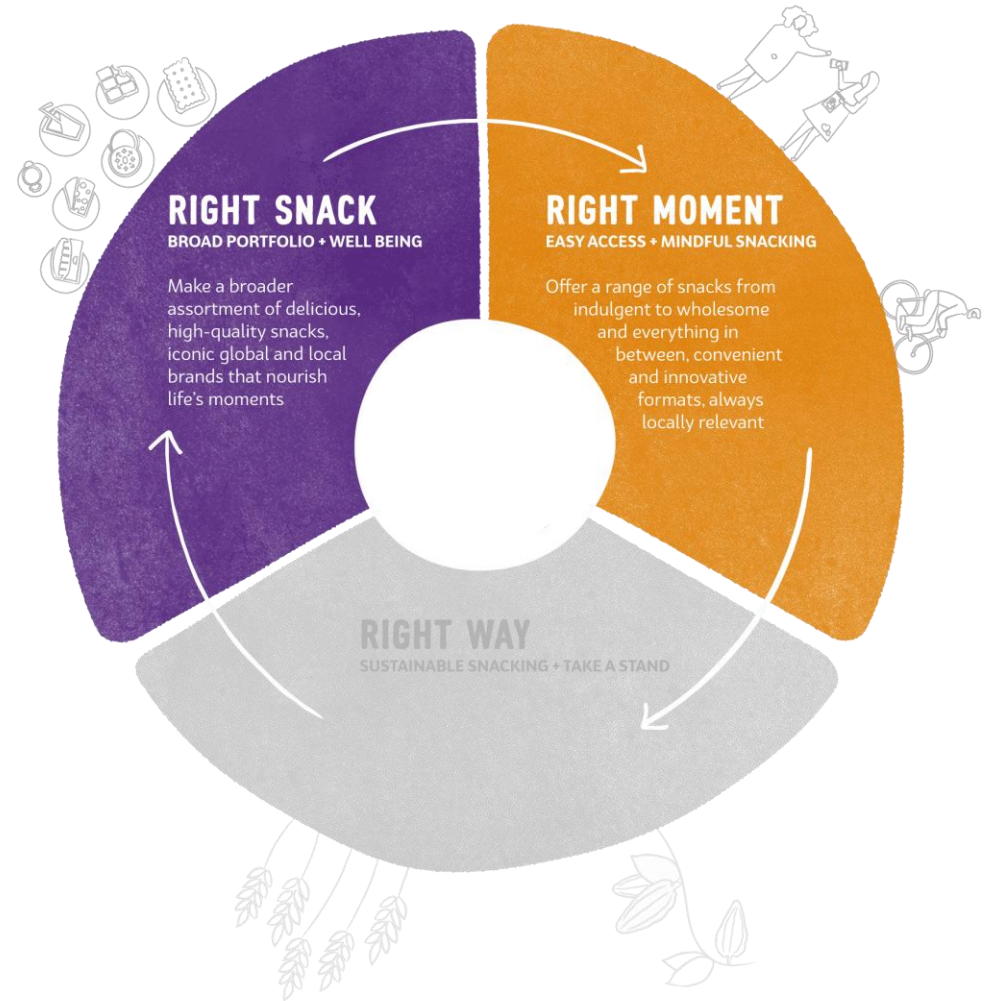 RIGHT SNACK
BROAD PORTFOLIO + WELL BEING
Make a broader
assortment of delicious,
high-quality snacks,
iconic global and local
brands that nourish
life's moments
RIGHT MOMENT
EASY ACCESS + MINDFUL SNACKING
Offer a range of snacks from
indulgent to wholesome
and everything in
between, convenient
and innovative
formats, always
locally relevant
RIGHT WAY
SUSTAINABLE SNACKING + TAKE A STAND